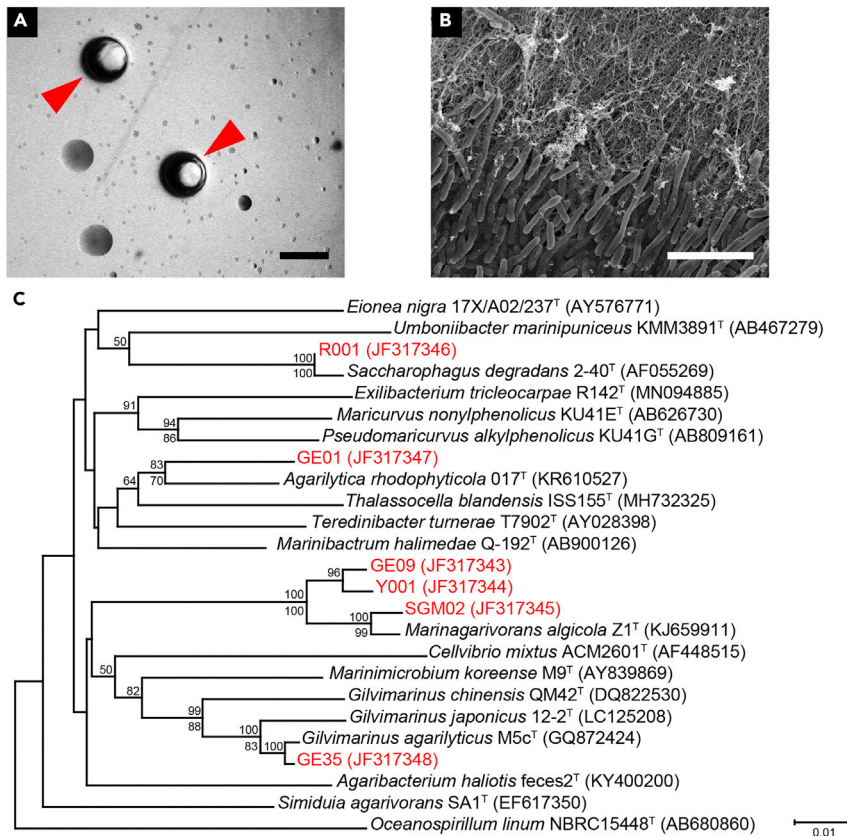 A
B
C
Eionea nigra 17X/A02/237ᵀ (AY576771)
Umboniibacter marinipuniceus KMM3891ᵀ (AB467279)
50
R001 (JF317346)
100
100
Saccharophagus degradans 2-40ᵀ (AF055269)
Exilibacterium tricleocarpae R142ᵀ (MN094885)
91
Maricurvus nonylphenolicus KU41Eᵀ (AB626730)
94
86
Pseudomaricurvus alkylphenolicus KU41Gᵀ (AB809161)
GE01 (JF317347)
83
70
Agarilytica rhodophyticola 017ᵀ (KR610527)
64
Thalassocella blandensis ISS155ᵀ (MH732325)
Teredinibacter turnerae T7902ᵀ (AY028398)
Marinibactrum halimedae Q-192ᵀ (AB900126)
GE09 (JF317343)
96
Y001 (JF317344)
100
100
SGM02 (JF317345)
100
99
Marinagarivorans algicola Z1ᵀ (KJ659911)
Cellvibrio mixtus ACM2601ᵀ (AF448515)
50
Marinimicrobium koreense M9ᵀ (AY839869)
82
Gilvimarinus chinensis QM42ᵀ (DQ822530)
99
88
Gilvimarinus japonicus 12-2ᵀ (LC125208)
100
83
Gilvimarinus agarilyticus M5cᵀ (GQ872424)
100
GE35 (JF317348)
Agaribacterium haliotis feces2ᵀ (KY400200)
Simiduia agarivorans SA1ᵀ (EF617350)
Oceanospirillum linum NBRC15448ᵀ (AB680860)
0.01